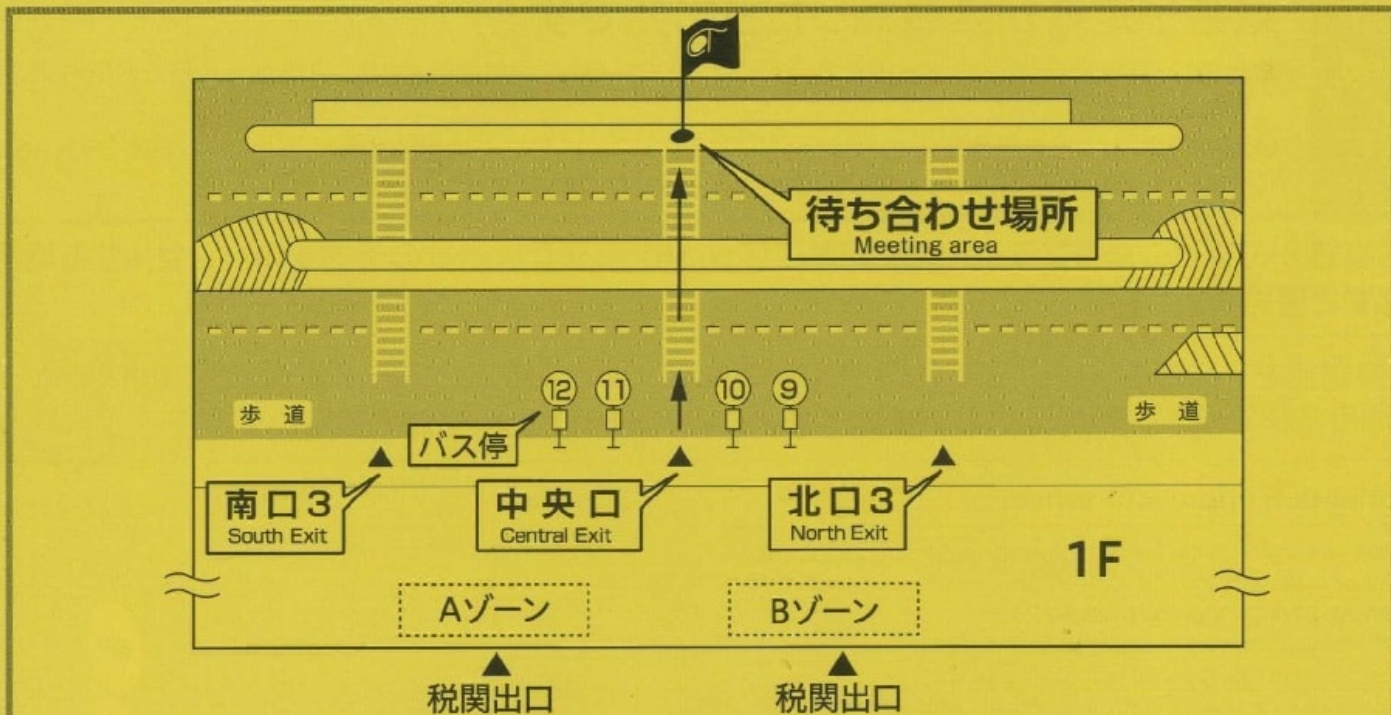 待ち合わせ場所
Meeting area
12
11
10
9
歩 道
歩 道
バス停
南口3
South Exit
中央口
Central Exit
北口3
North Exit
1F
Aゾーン
Bゾーン
税関出口
税関出口